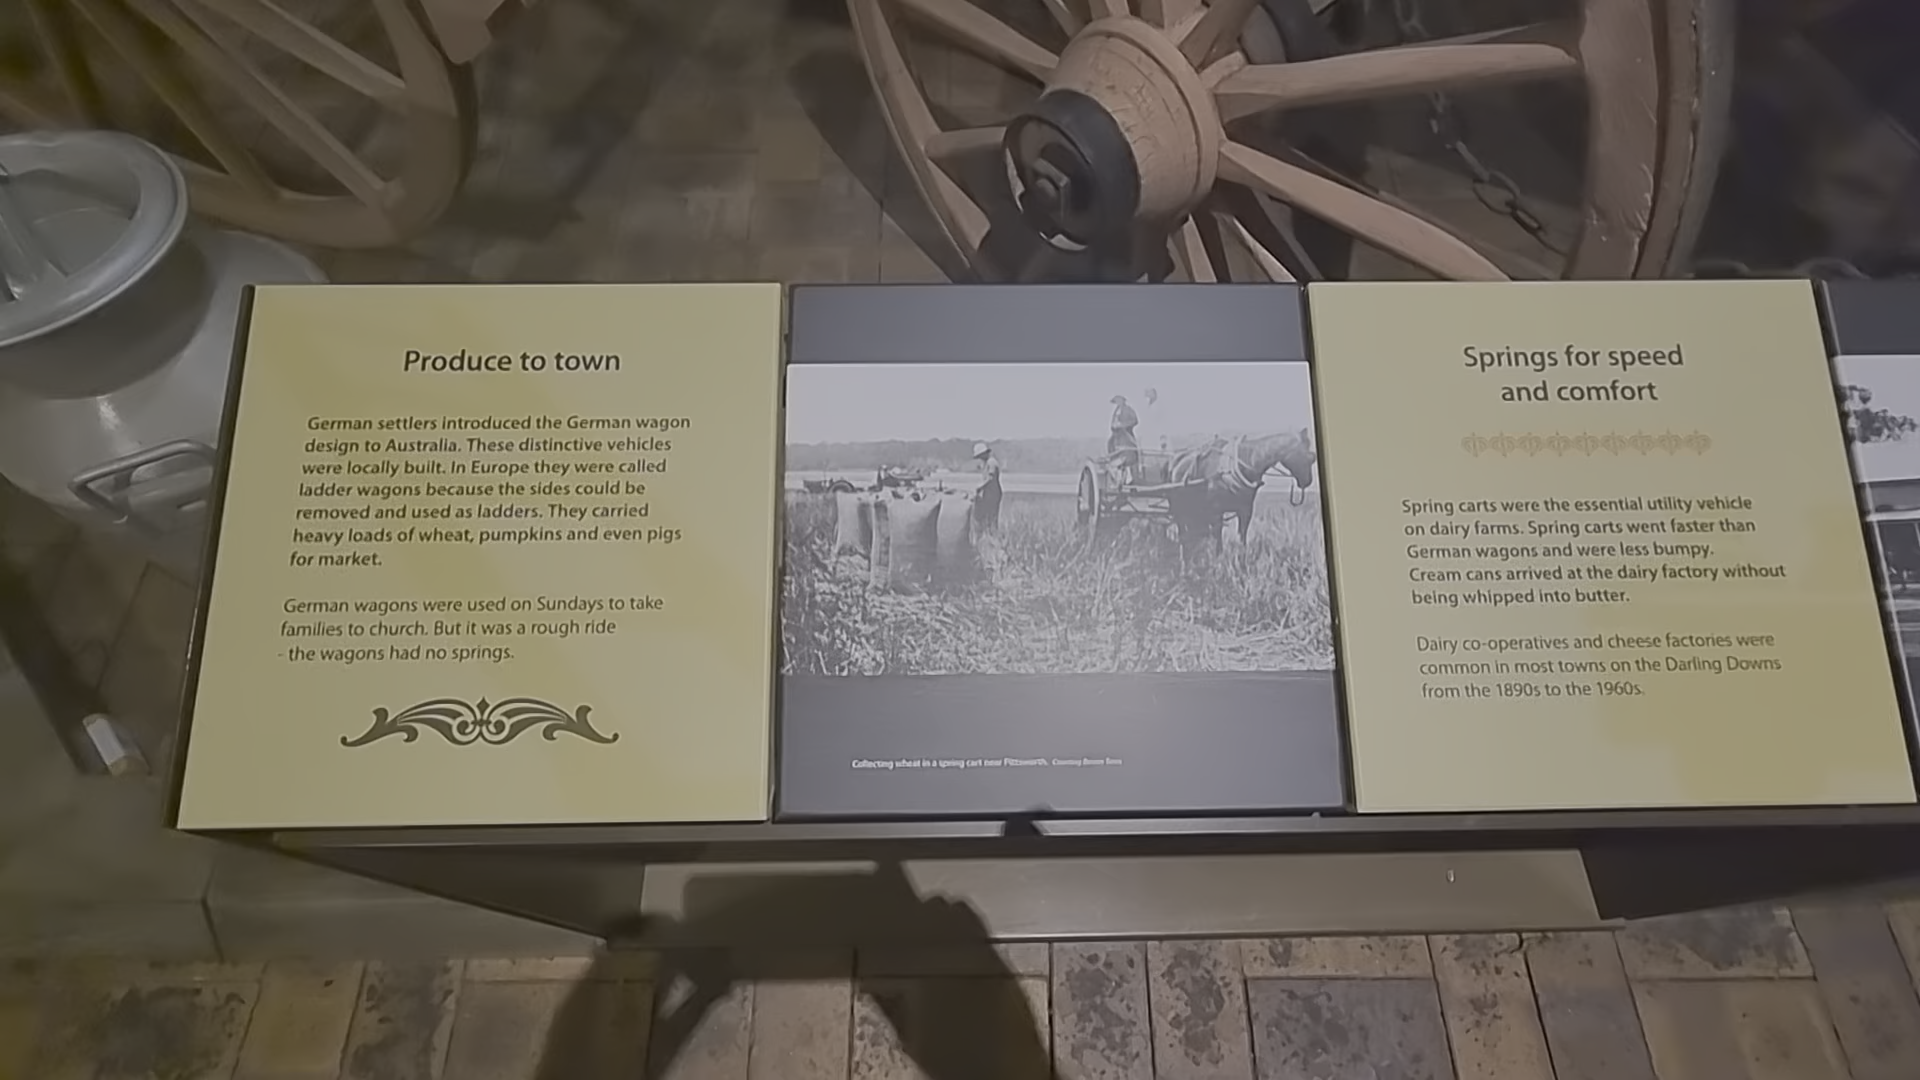 Produce to town
German settlers introduced the German wagon
design to Australia. These distinctive vehicles
were locally built. In Europe they were called
ladder wagons because the sides could be
removed and used as ladders. They carried
heavy loads of wheat, pumpkins and even pigs
for market.
German wagons were used on Sundays to take
families to church. But it was a rough ride
- the wagons had no springs.
Collecting wheat in a spring cart near Pittsworth.
Springs for speed
and comfort
Spring carts were the essential utility vehicle
on dairy farms. Spring carts went faster than
German wagons and were less bumpy.
Cream cans arrived at the dairy factory without
being whipped into butter.
Dairy co-operatives and cheese factories were
common in most towns on the Darling Downs
from the 1890s to the 1960s.